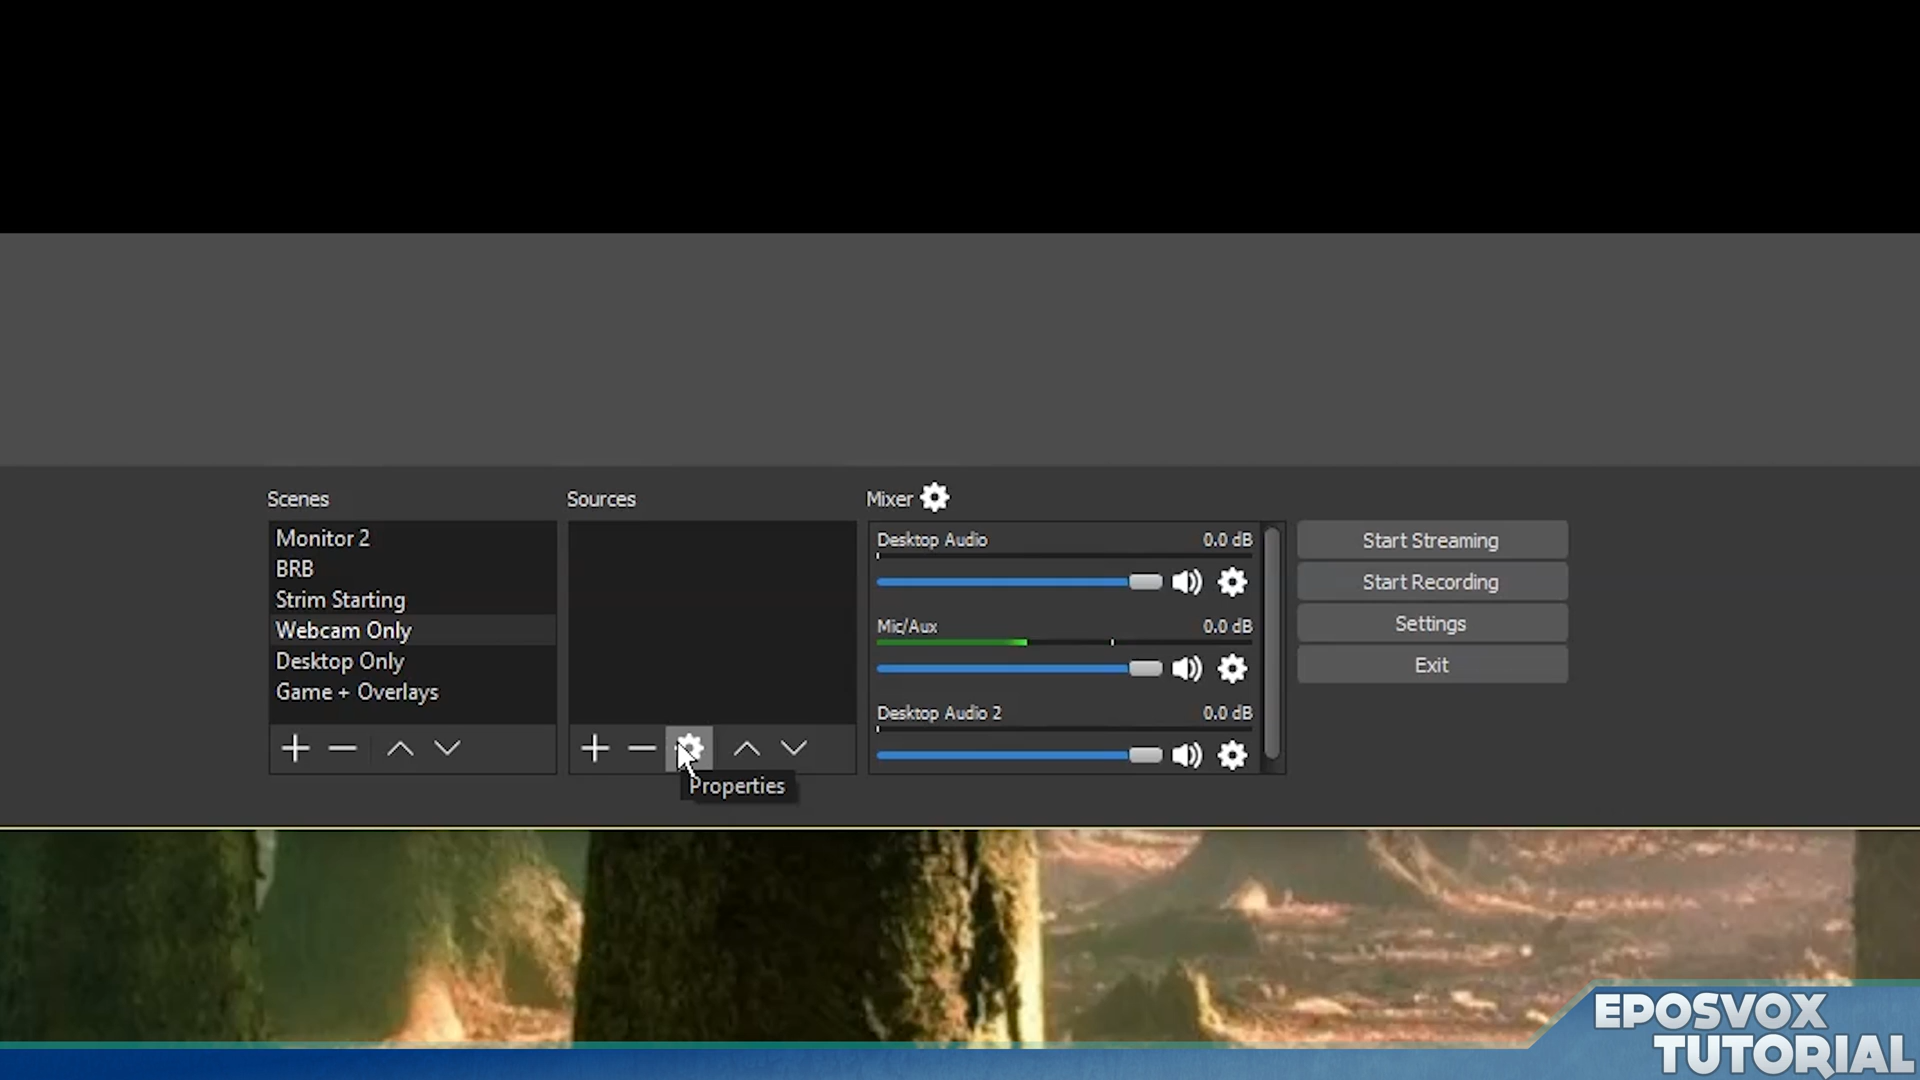 Scenes
Monitor 2
BRB
Strim Starting
Webcam Only
Desktop Only
Game + Overlays
Sources
Properties
Mixer
Desktop Audio 0.0 dB
Mic/Aux 0.0 dB
Desktop Audio 2 0.0 dB
Start Streaming
Start Recording
Settings
Exit
EPOSVOX
TUTORIAL